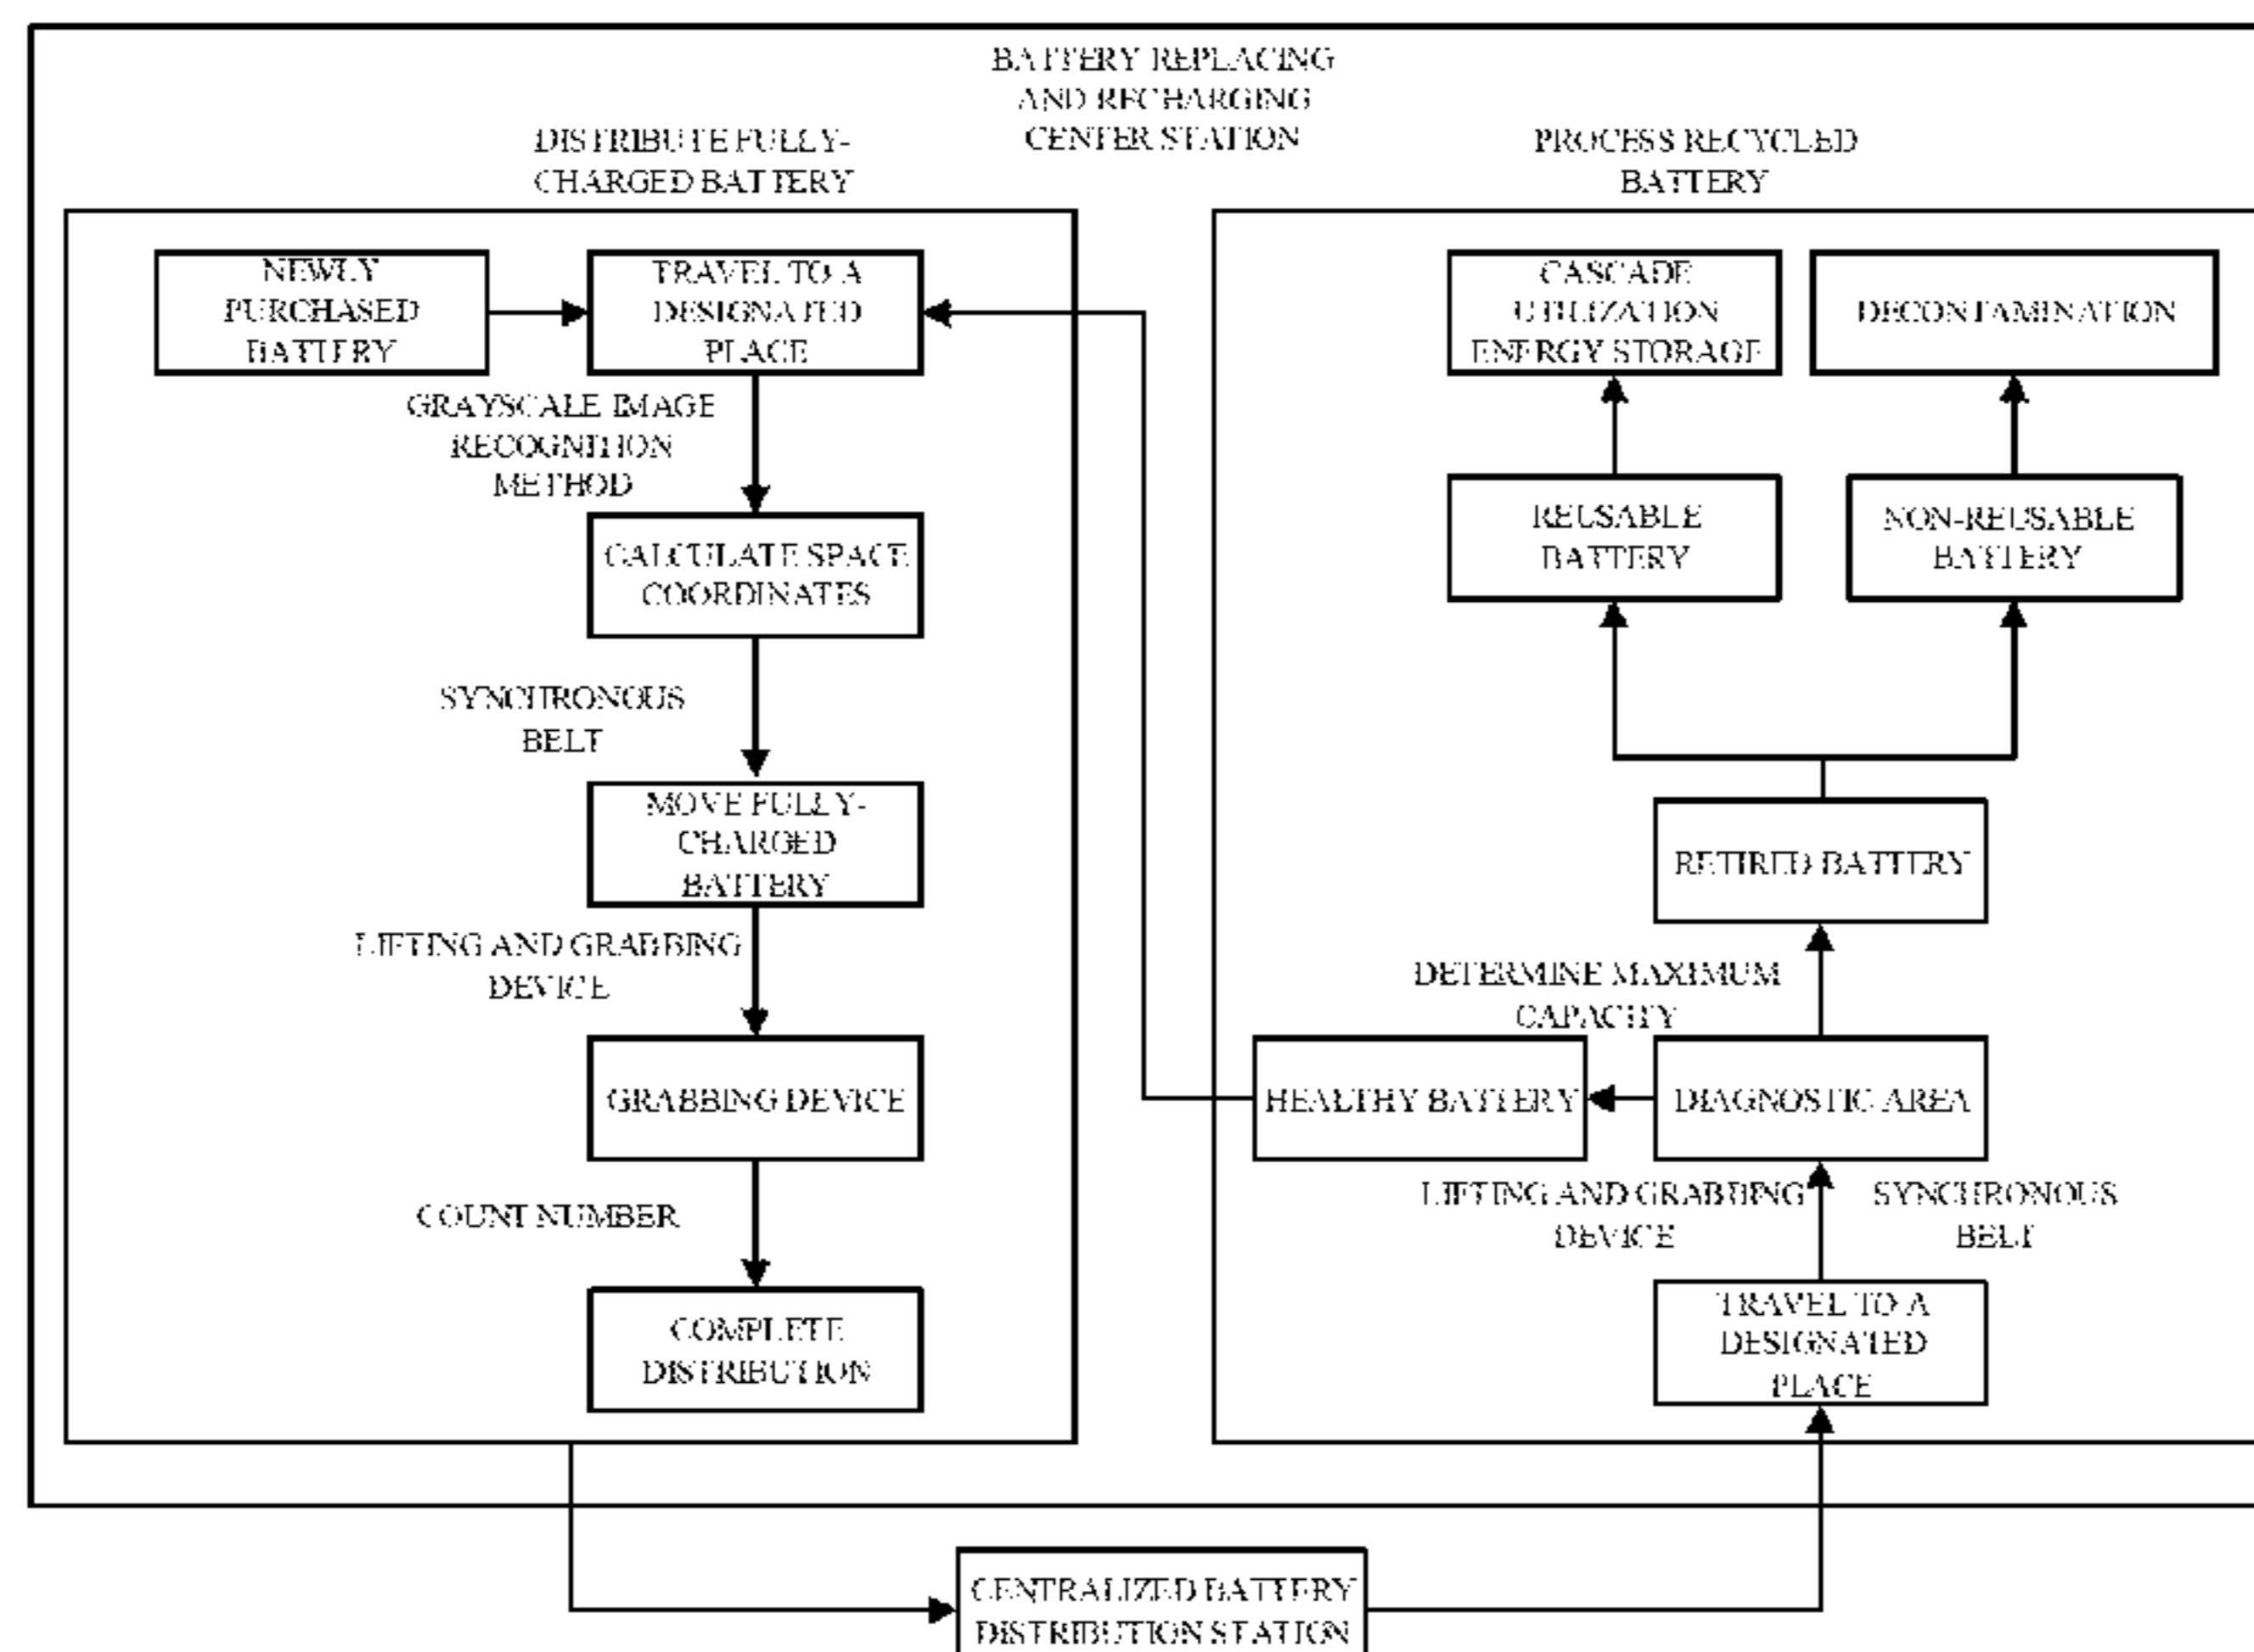 BATTERY REPLACING
AND RECHARGING
CENTER STATION
DISTRIBUTE FULLY-
CHARGED BATTERY
NEWLY
PURCHASED
BATTERY
TRAVEL TO A
DESIGNATED
PLACE
GRAYSCALE IMAGE
RECOGNITION
METHOD
CALCULATE SPACE
COORDINATES
SYNCHRONOUS
BELT
MOVE FULLY-
CHARGED
BATTERY
LIFTING AND GRABBING
DEVICE
GRABBING DEVICE
COUNT NUMBER
COMPLETE
DISTRIBUTION
PROCESS RECYCLED
BATTERY
CASCADE
UTILIZATION
ENERGY STORAGE
DECONTAMINATION
REUSABLE
BATTERY
NON-REUSABLE
BATTERY
RETIRED BATTERY
DETERMINE MAXIMUM
CAPACITY
HEALTHY BATTERY
DIAGNOSTIC AREA
LIFTING AND GRABBING
DEVICE
SYNCHRONOUS
BELT
TRAVEL TO A
DESIGNATED
PLACE
CENTRALIZED BATTERY
DISTRIBUTION STATION